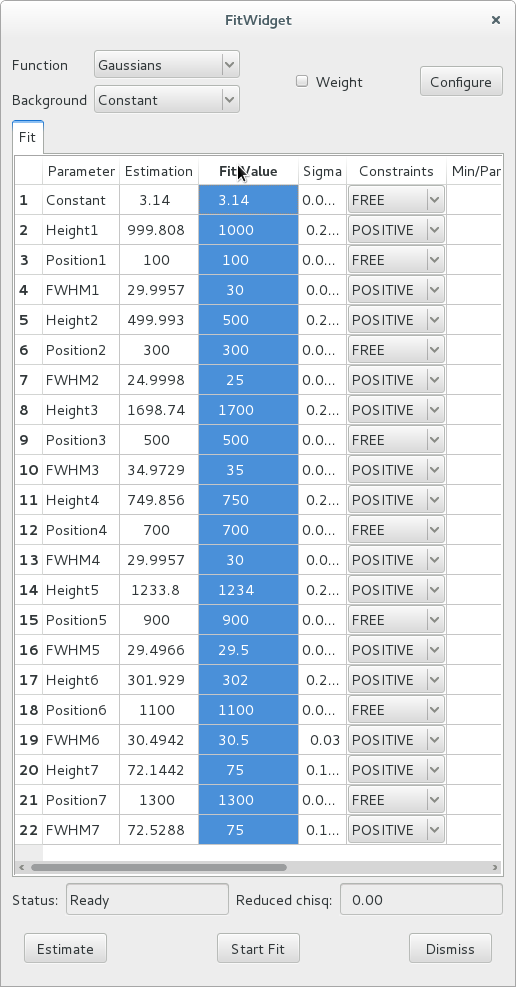 FitWidget
Function Gaussians
Weight Configure
Background Constant
Fit
Parameter Estimation Fit Value Sigma Constraints Min/Par
1 Constant 3.14 3.14 0.0... FREE
2 Height1 999.808 1000 0.2... POSITIVE
3 Position1 100 100 0.0... FREE
4 FWHM1 29.9957 30 0.0... POSITIVE
5 Height2 499.993 500 0.2... POSITIVE
6 Position2 300 300 0.0... FREE
7 FWHM2 24.9998 25 0.0... POSITIVE
8 Height3 1698.74 1700 0.2... POSITIVE
9 Position3 500 500 0.0... FREE
10 FWHM3 34.9729 35 0.0... POSITIVE
11 Height4 749.856 750 0.2... POSITIVE
12 Position4 700 700 0.0... FREE
13 FWHM4 29.9957 30 0.0... POSITIVE
14 Height5 1233.8 1234 0.2... POSITIVE
15 Position5 900 900 0.0... FREE
16 FWHM5 29.4966 29.5 0.0... POSITIVE
17 Height6 301.929 302 0.2... POSITIVE
18 Position6 1100 1100 0.0... FREE
19 FWHM6 30.4942 30.5 0.03 POSITIVE
20 Height7 72.1442 75 0.1... POSITIVE
21 Position7 1300 1300 0.0... FREE
22 FWHM7 72.5288 75 0.1... POSITIVE
Status: Ready Reduced chisq: 0.00
Estimate Start Fit Dismiss